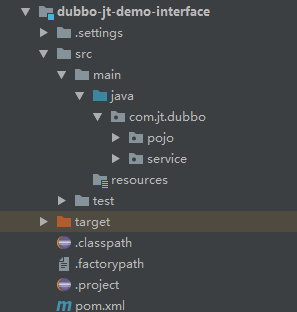 dubbo-jt-demo-interface
.settings
src
main
java
com.jt.dubbo
pojo
service
resources
test
target
.classpath
.factorypath
.project
pom.xml